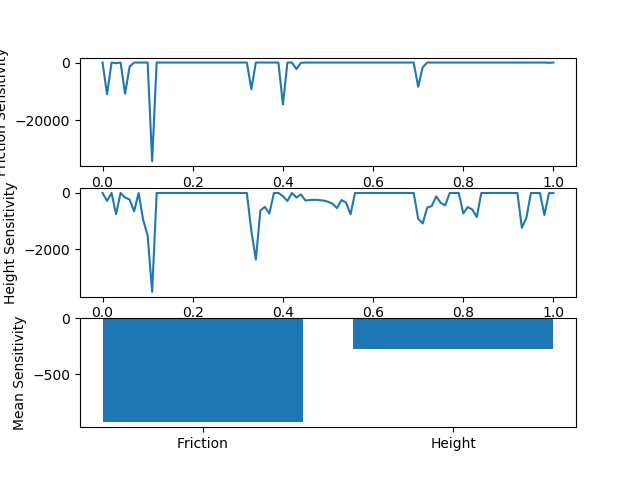 Friction Sensitivity
0
−20000
0.0 0.2 0.4 0.6 0.8 1.0
Height Sensitivity
0
−2000
0.0 0.2 0.4 0.6 0.8 1.0
Mean Sensitivity
0
−500
Friction Height